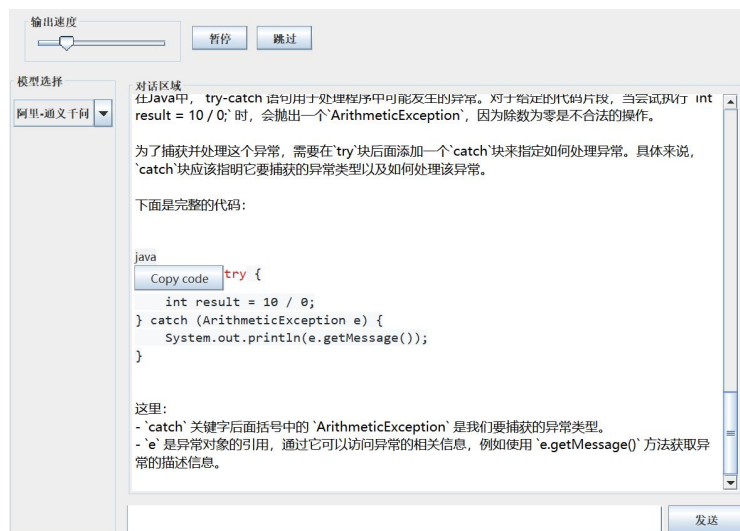 输出速度
暂停
跳过
模型选择
阿里-通义千问
对话区域
在Java中， try-catch 语句用于处理程序中可能发生的异常。对于给定的代码片段，当尝试执行 `int
result = 10 / 0;` 时，会抛出一个`ArithmeticException`，因为除数为零是不合法的操作。
为了捕获并处理这个异常，需要在`try`块后面添加一个`catch`块来指定如何处理异常。具体来说，
`catch`块应该指明它要捕获的异常类型以及如何处理该异常。
下面是完整的代码：
java
Copy code
try {
int result = 10 / 0;
} catch (ArithmeticException e) {
System.out.println(e.getMessage());
}
这里：
- `catch` 关键字后面括号中的 `ArithmeticException` 是我们要捕获的异常类型。
- `e` 是异常对象的引用，通过它可以访问异常的相关信息，例如使用 `e.getMessage()` 方法获取异
常的描述信息。
发送